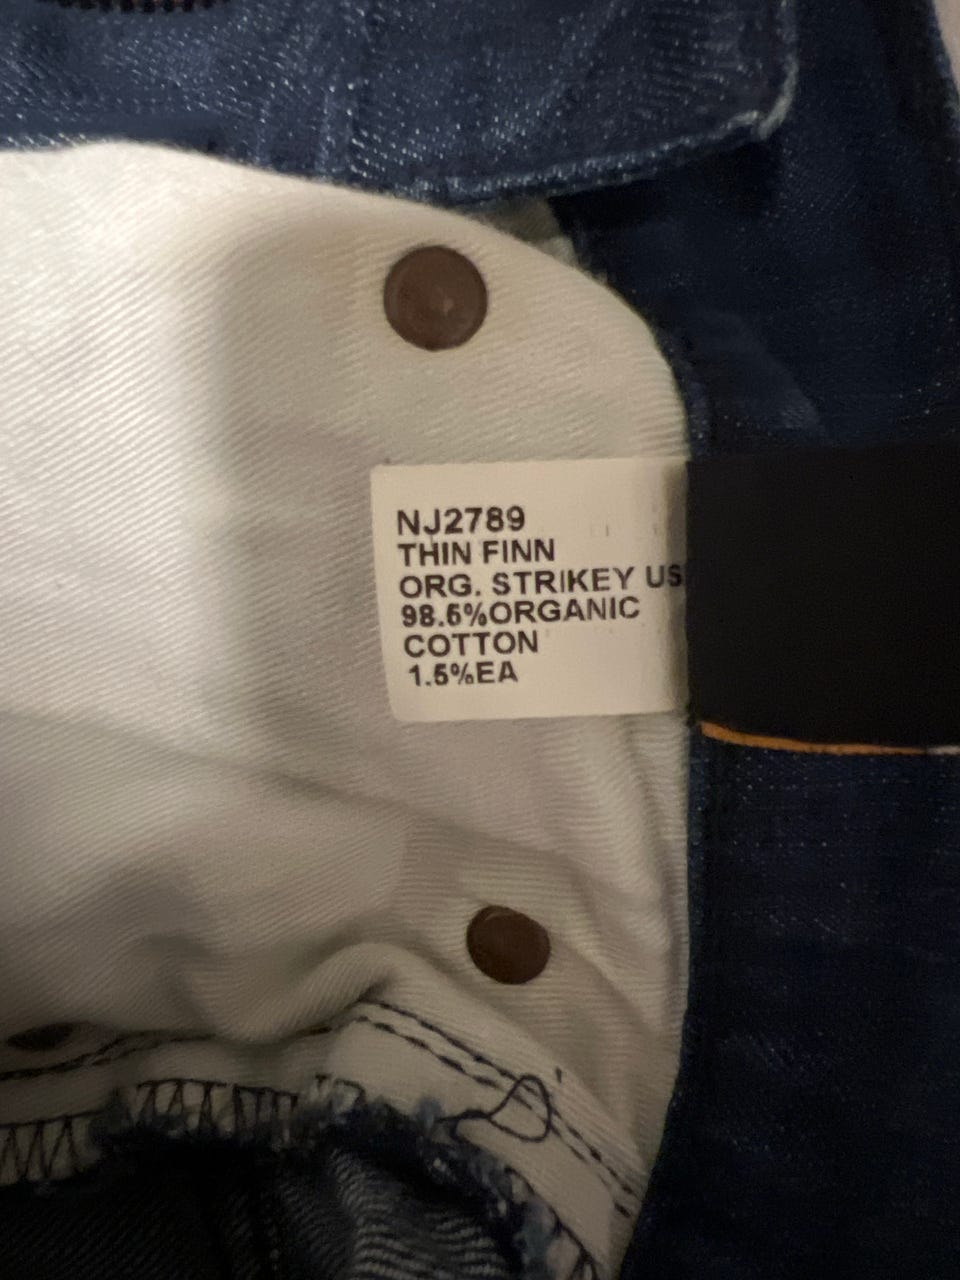 NJ2789
THIN FINN
ORG. STRIKEY US
98.5%ORGANIC
COTTON
1.5%EA